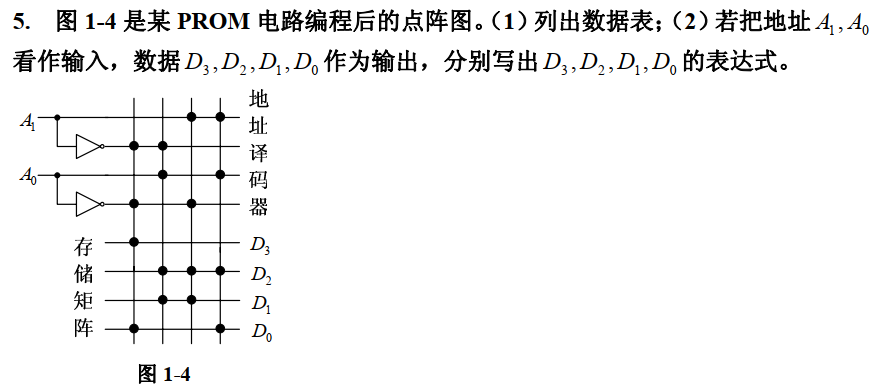 5. 图 1-4 是某 PROM 电路编程后的点阵图。（1）列出数据表；（2）若把地址 A₁, A₀
看作输入，数据 D₃, D₂, D₁, D₀ 作为输出，分别写出 D₃, D₂, D₁, D₀ 的表达式。
A₁
A₀
地址译码器
存储矩阵
D₃
D₂
D₁
D₀
图 1-4